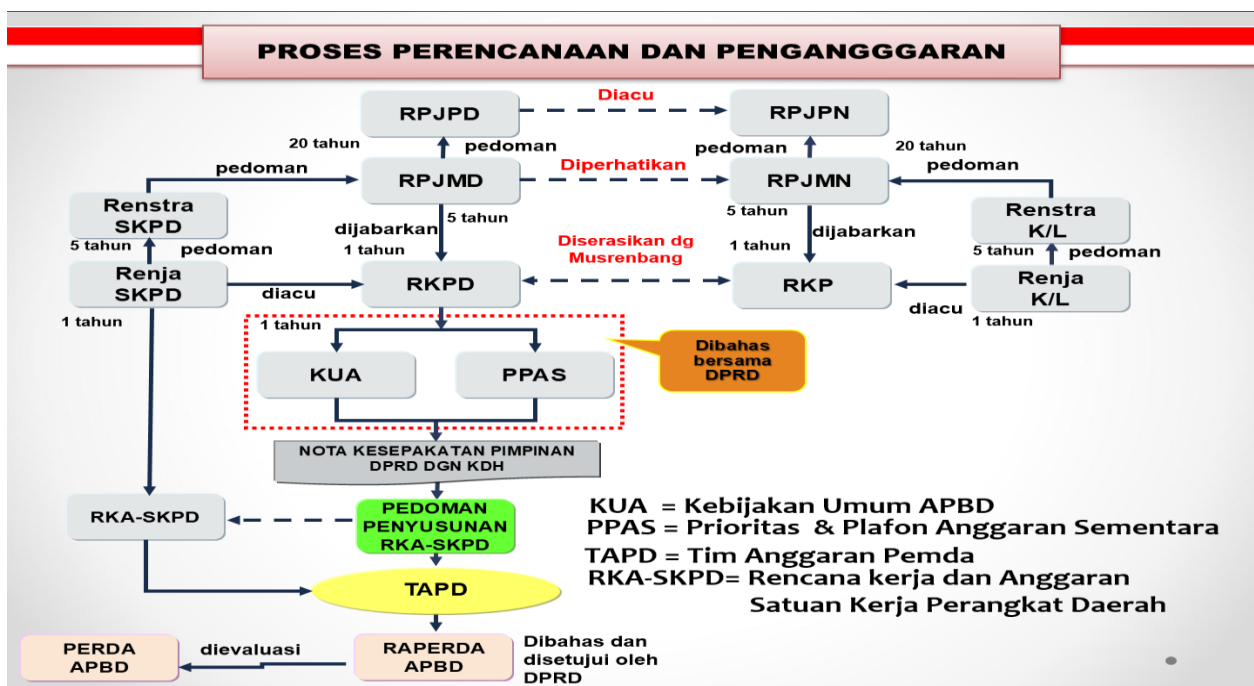 PROSES PERENCANAAN DAN PENGANGGGARAN
RPJPD
Diacu
RPJPN
20 tahun
pedoman
pedoman
20 tahun
pedoman
RPJMD
Diperhatikan
RPJMN
pedoman
Renstra
SKPD
5 tahun
pedoman
dijabarkan
5 tahun
1 tahun
Diserasikan dg
Musrenbang
5 tahun
1 tahun
dijabarkan
Renstra
K/L
5 tahun
pedoman
Renja
SKPD
1 tahun
diacu
RKPD
RKP
diacu
Renja
K/L
1 tahun
1 tahun
KUA
PPAS
Dibahas
bersama
DPRD
NOTA KESEPAKATAN PIMPINAN
DPRD DGN KDH
RKA-SKPD
PEDOMAN
PENYUSUNAN
RKA-SKPD
KUA = Kebijakan Umum APBD
PPAS = Prioritas & Plafon Anggaran Sementara
TAPD = Tim Anggaran Pemda
RKA-SKPD= Rencana kerja dan Anggaran
Satuan Kerja Perangkat Daerah
TAPD
PERDA
APBD
dievaluasi
RAPERDA
APBD
Dibahas dan
disetujui oleh
DPRD